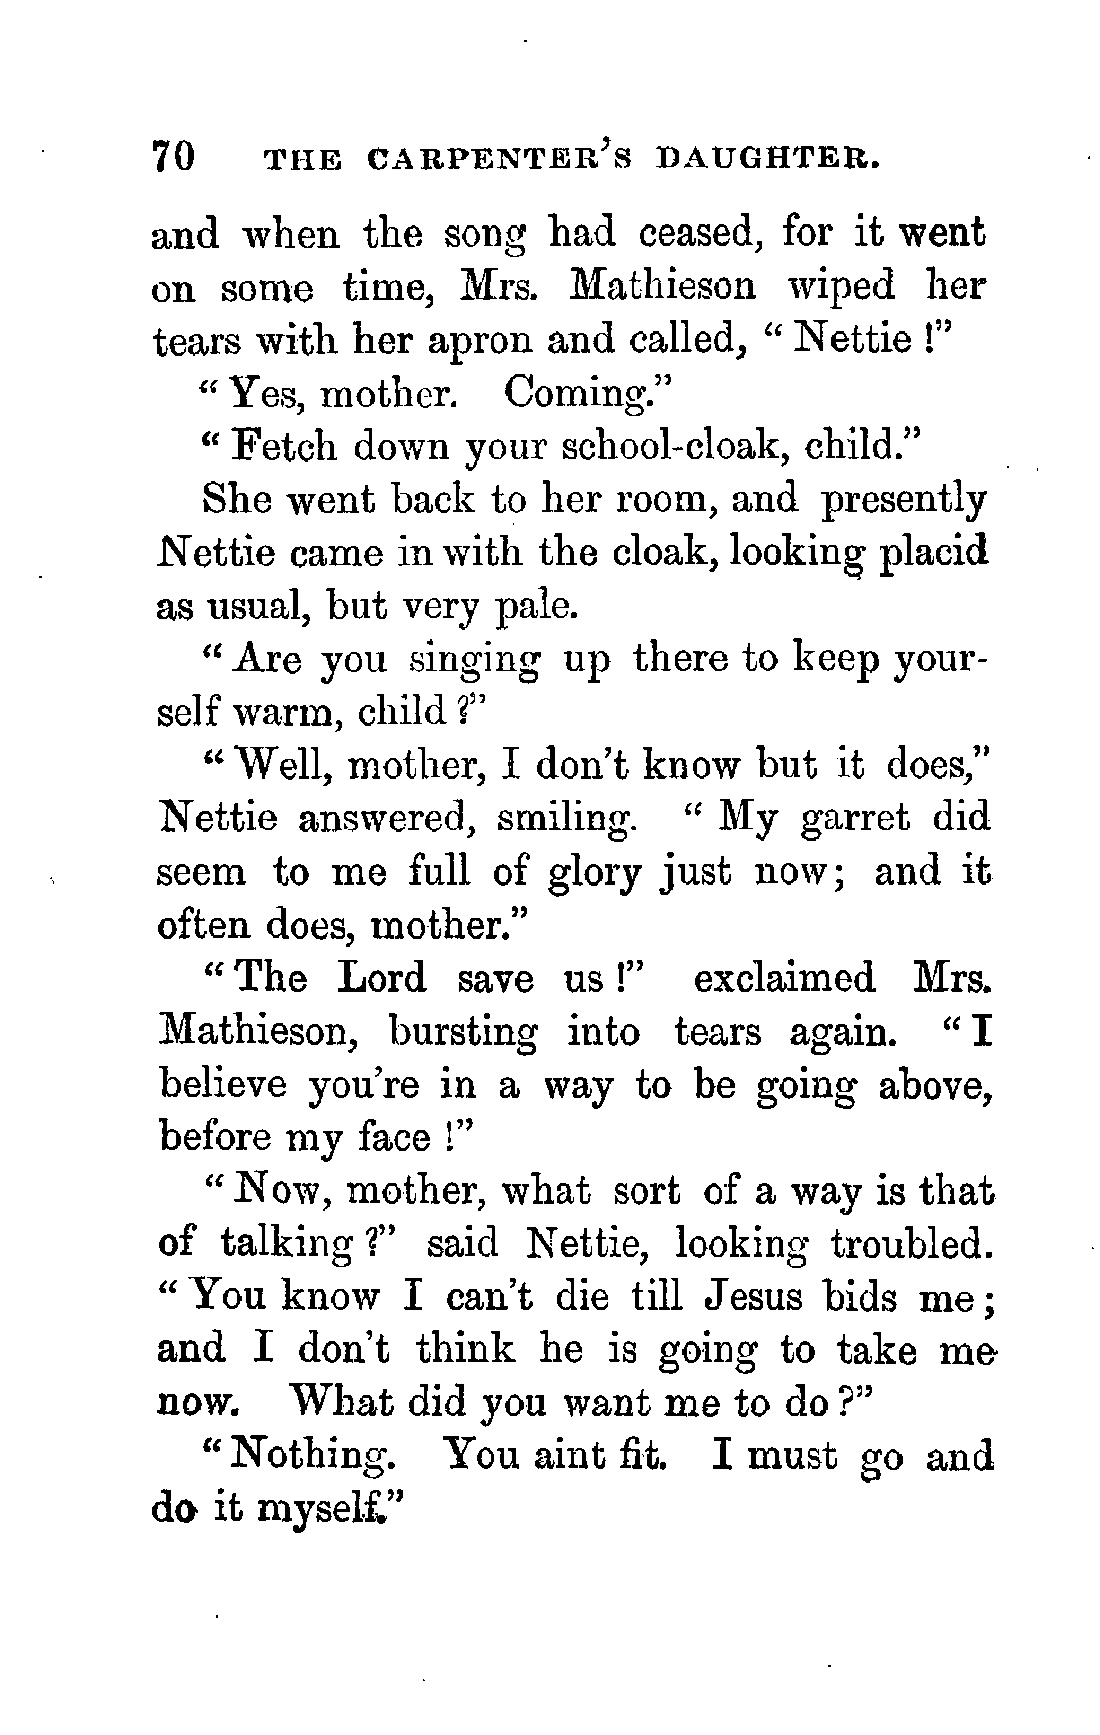 70 THE CARPENTER'S DAUGHTER.
and when the song had ceased, for it went
on some time, Mrs. Mathieson wiped her
tears with her apron and called, “ Nettie !”
“ Yes, mother. Coming.”
“ Fetch down your school-cloak, child.”
She went back to her room, and presently
Nettie came in with the cloak, looking placid
as usual, but very pale.
“ Are you singing up there to keep your-
self warm, child ?”
“ Well, mother, I don't know but it does,”
Nettie answered, smiling. “ My garret did
seem to me full of glory just now; and it
often does, mother.”
“ The Lord save us !” exclaimed Mrs.
Mathieson, bursting into tears again. “ I
believe you're in a way to be going above,
before my face !”
“ Now, mother, what sort of a way is that
of talking ?” said Nettie, looking troubled.
“ You know I can't die till Jesus bids me ;
and I don't think he is going to take me
now. What did you want me to do ?”
“ Nothing. You aint fit. I must go and
do it myself.”